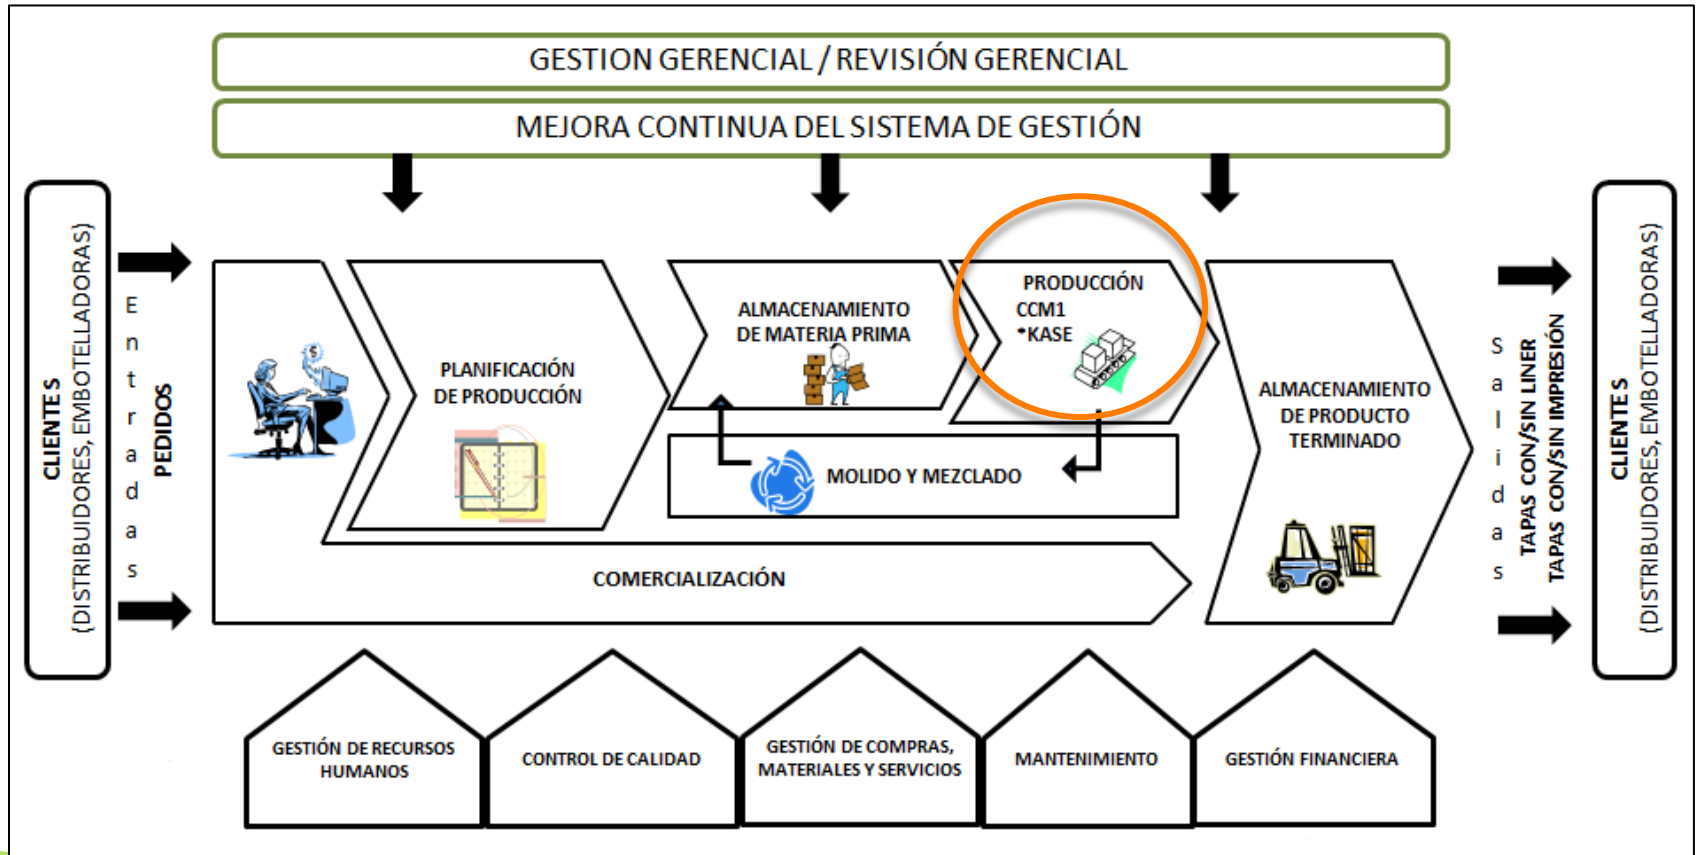 GESTION GERENCIAL / REVISIÓN GERENCIAL
MEJORA CONTINUA DEL SISTEMA DE GESTIÓN
CLIENTES
(DISTRIBUIDORES, EMBOTELLADORAS)
Entradas
PEDIDOS
PLANIFICACIÓN
DE PRODUCCIÓN
ALMACENAMIENTO
DE MATERIA PRIMA
PRODUCCIÓN
CCM1
*KASE
MOLIDO Y MEZCLADO
COMERCIALIZACIÓN
ALMACENAMIENTO
DE PRODUCTO
TERMINADO
Salidas
TAPAS CON/SIN LINER
TAPAS CON/SIN IMPRESIÓN
CLIENTES
(DISTRIBUIDORES, EMBOTELLADORAS)
GESTIÓN DE RECURSOS
HUMANOS
CONTROL DE CALIDAD
GESTIÓN DE COMPRAS,
MATERIALES Y SERVICIOS
MANTENIMIENTO
GESTIÓN FINANCIERA